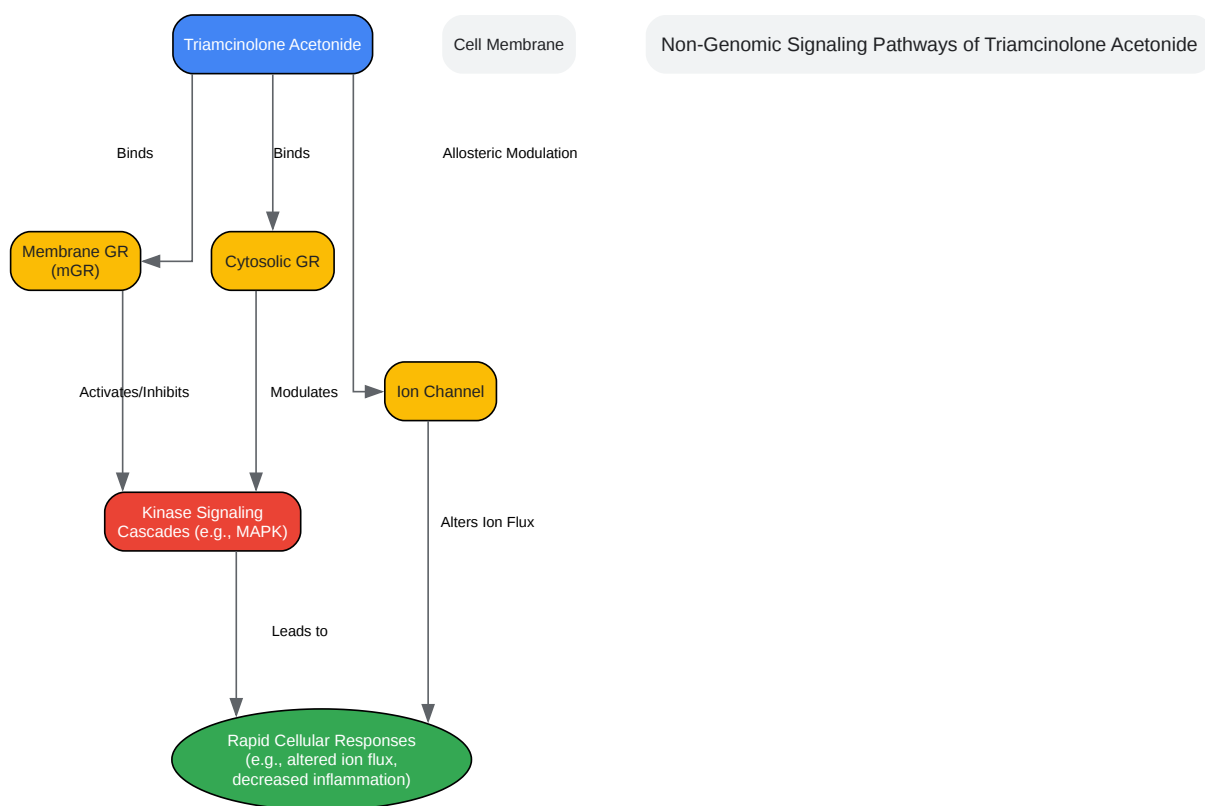 Triamcinolone Acetonide
Cell Membrane
Non-Genomic Signaling Pathways of Triamcinolone Acetonide
Binds
Binds
Allosteric Modulation
Membrane GR
(mGR)
Cytosolic GR
Ion Channel
Activates/Inhibits
Modulates
Kinase Signaling
Cascades (e.g., MAPK)
Alters Ion Flux
Leads to
Rapid Cellular Responses
(e.g., altered ion flux,
decreased inflammation)